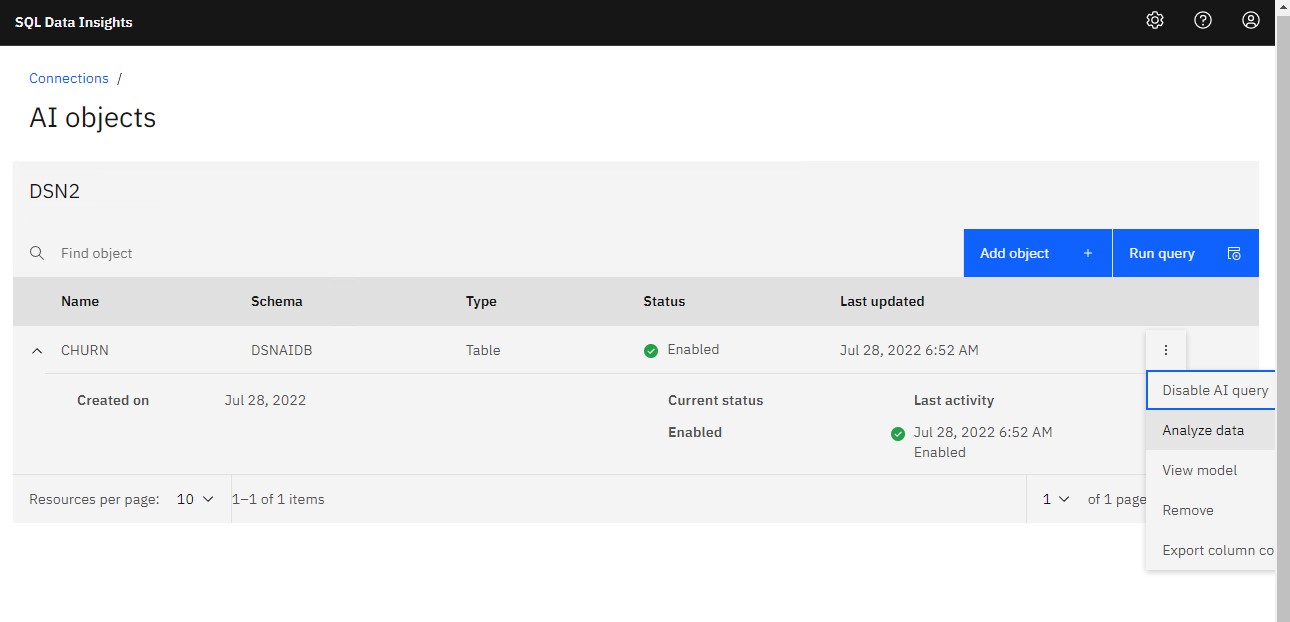 SQL Data Insights
Connections /
AI objects
DSN2
Find object
Add object +
Run query
Name Schema Type Status Last updated
CHURN DSNAIDB Table Enabled Jul 28, 2022 6:52 AM
Disable AI query
Created on Jul 28, 2022 Current status Last activity
Analyze data
Enabled Jul 28, 2022 6:52 AM
Enabled
View model
Resources per page: 10 1–1 of 1 items 1 of 1 page
Remove
Export column co